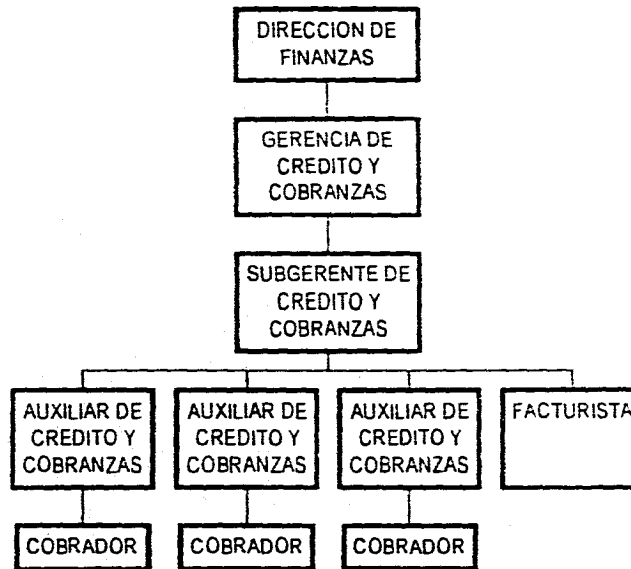 DIRECCION DE
FINANZAS
GERENCIA DE
CREDITO Y
COBRANZAS
SUBGERENTE DE
CREDITO Y
COBRANZAS
AUXILIAR DE
CREDITO Y
COBRANZAS
AUXILIAR DE
CREDITO Y
COBRANZAS
AUXILIAR DE
CREDITO Y
COBRANZAS
FACTURISTA
COBRADOR
COBRADOR
COBRADOR